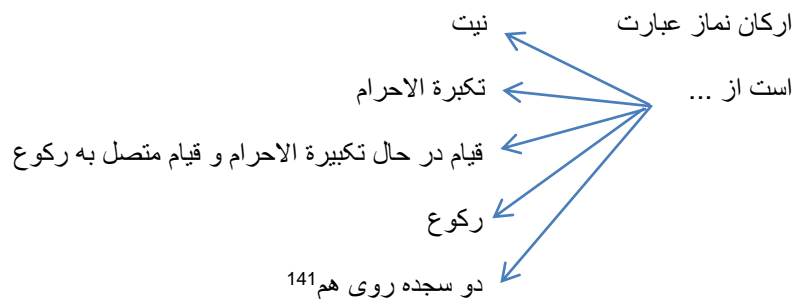 ارکان نماز عبارت
است از ...
نیت
تکبرة الاحرام
قیام در حال تکبیرة الاحرام و قیام متصل به رکوع
رکوع
دو سجده روی هم141